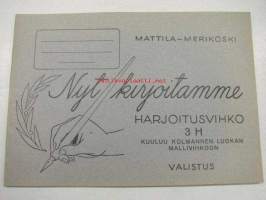 MATTILA-MERIKOSKI
Nyt kirjoitamme
HARJOITUSVIHKO
3 H
KUULUU KOLMANNEN LUOKAN
MALLIVIHKOON
VALISTUS